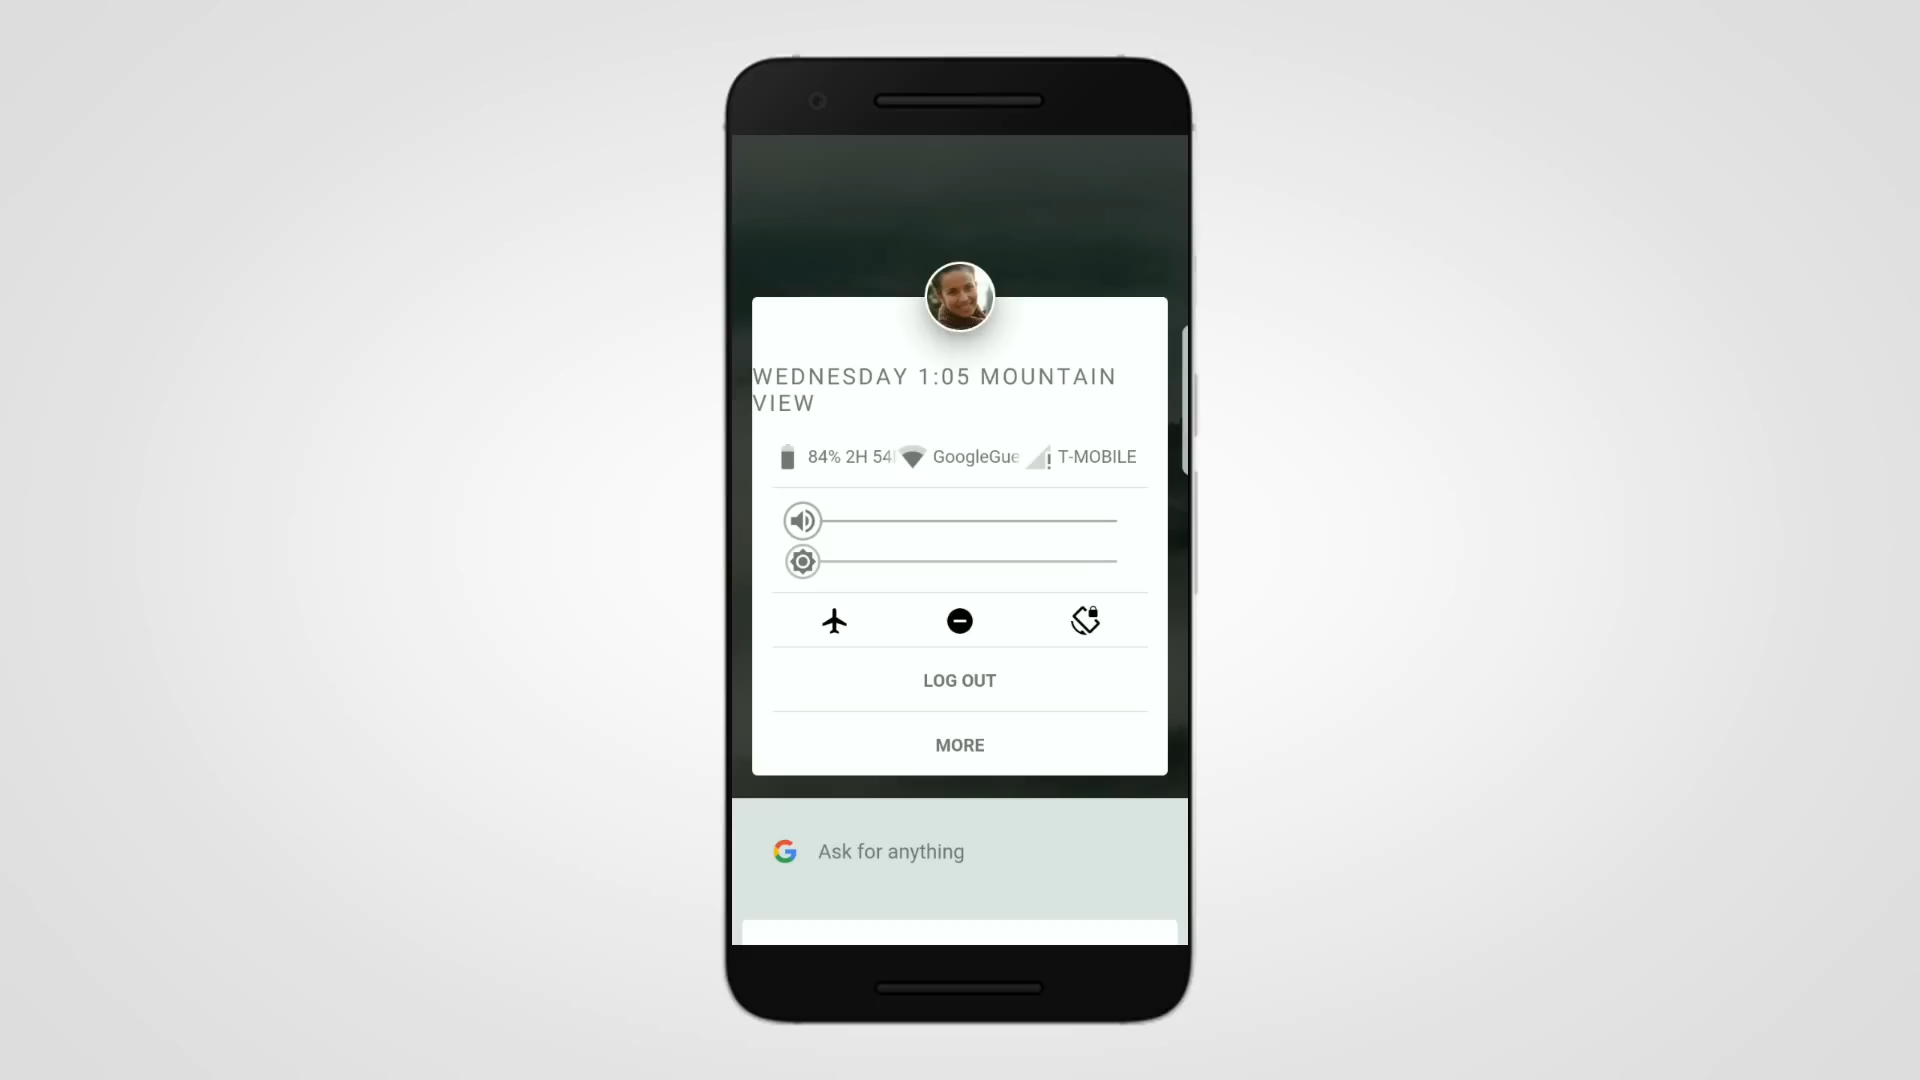 WEDNESDAY 1:05 MOUNTAIN
VIEW
84% 2H 54 GoogleGue T-MOBILE
LOG OUT
MORE
Ask for anything